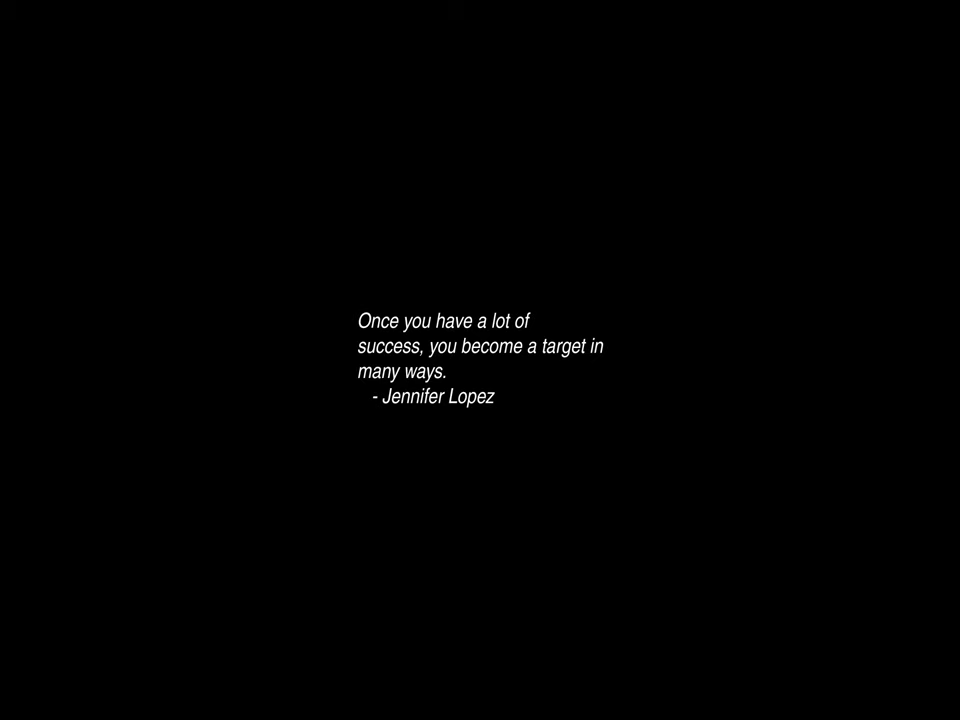 Once you have a lot of
success, you become a target in
many ways.
- Jennifer Lopez